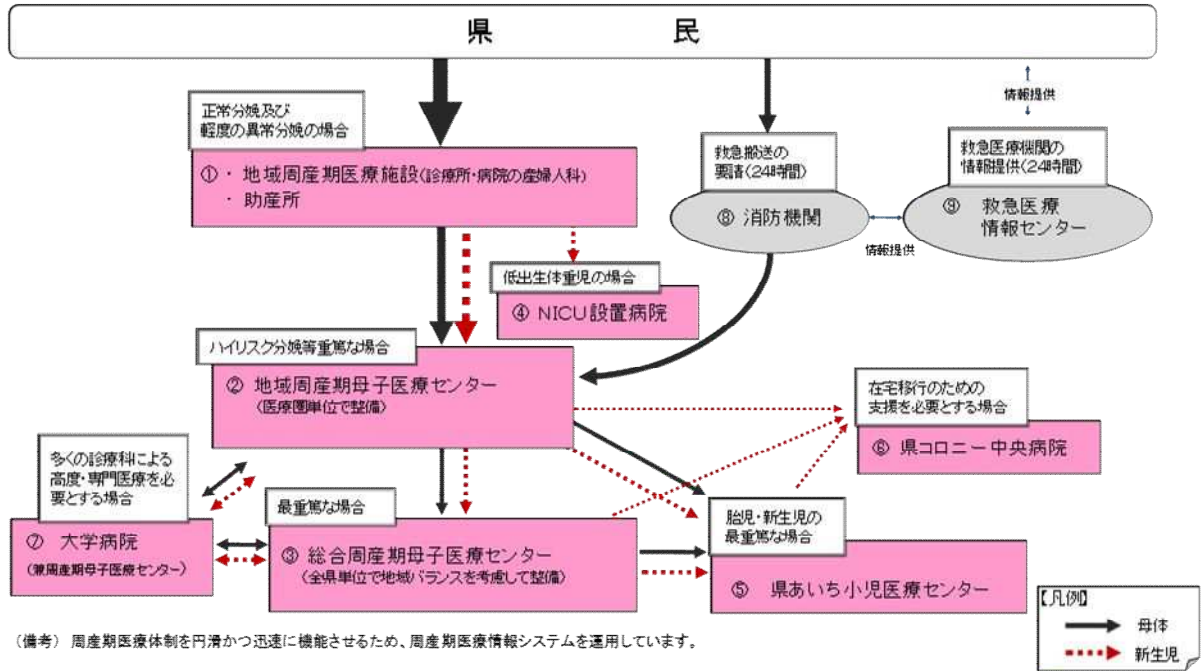 県 民
情報提供
正常分娩及び
軽度の異常分娩の場合
①・地域周産期医療施設(診療所・病院の産婦人科)
・助産所
救急搬送の
要請(24時間)
⑧ 消防機関
救急医療機関の
情報提供(24時間)
⑨ 救急医療
情報センター
情報提供
低出生体重児の場合
④ NICU設置病院
ハイリスク分娩等重篤な場合
② 地域周産期母子医療センター
(医療圏単位で整備)
在宅移行のための
支援を必要とする場合
⑥ 県コロニー中央病院
多くの診療科による
高度・専門医療を必
要とする場合
⑦ 大学病院
(兼周産期母子医療センター)
最重篤な場合
③ 総合周産期母子医療センター
(全県単位で地域バランスを考慮して整備)
胎児・新生児の
最重篤な場合
⑤ 県あいち小児医療センター
【凡例】
母体
新生児
(備考) 周産期医療体制を円滑かつ迅速に機能させるため、周産期医療情報システムを運用しています。